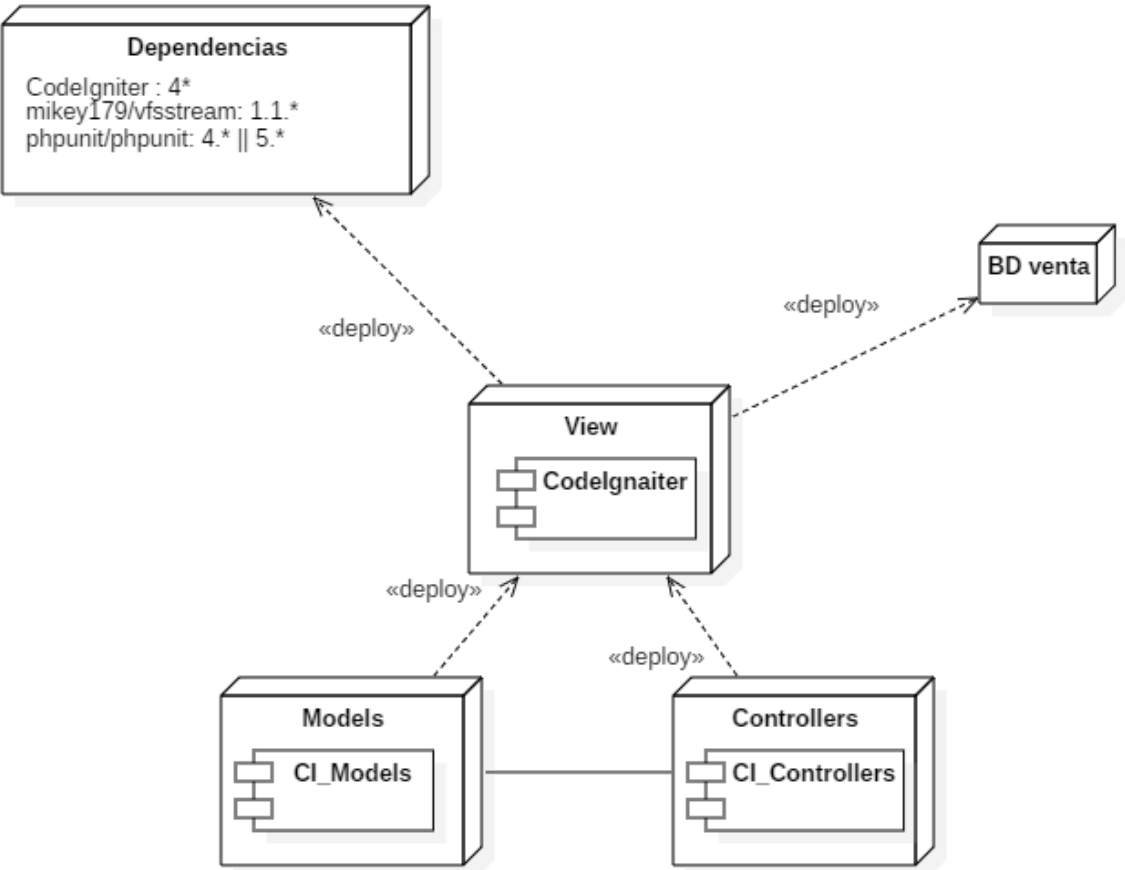 Dependencias
CodeIgniter : 4*
mikey179/vfsstream: 1.1.*
phpunit/phpunit: 4.* || 5.*
BD venta
«deploy»
«deploy»
View
CodeIgnaiter
«deploy»
«deploy»
Models
CI_Models
Controllers
CI_Controllers